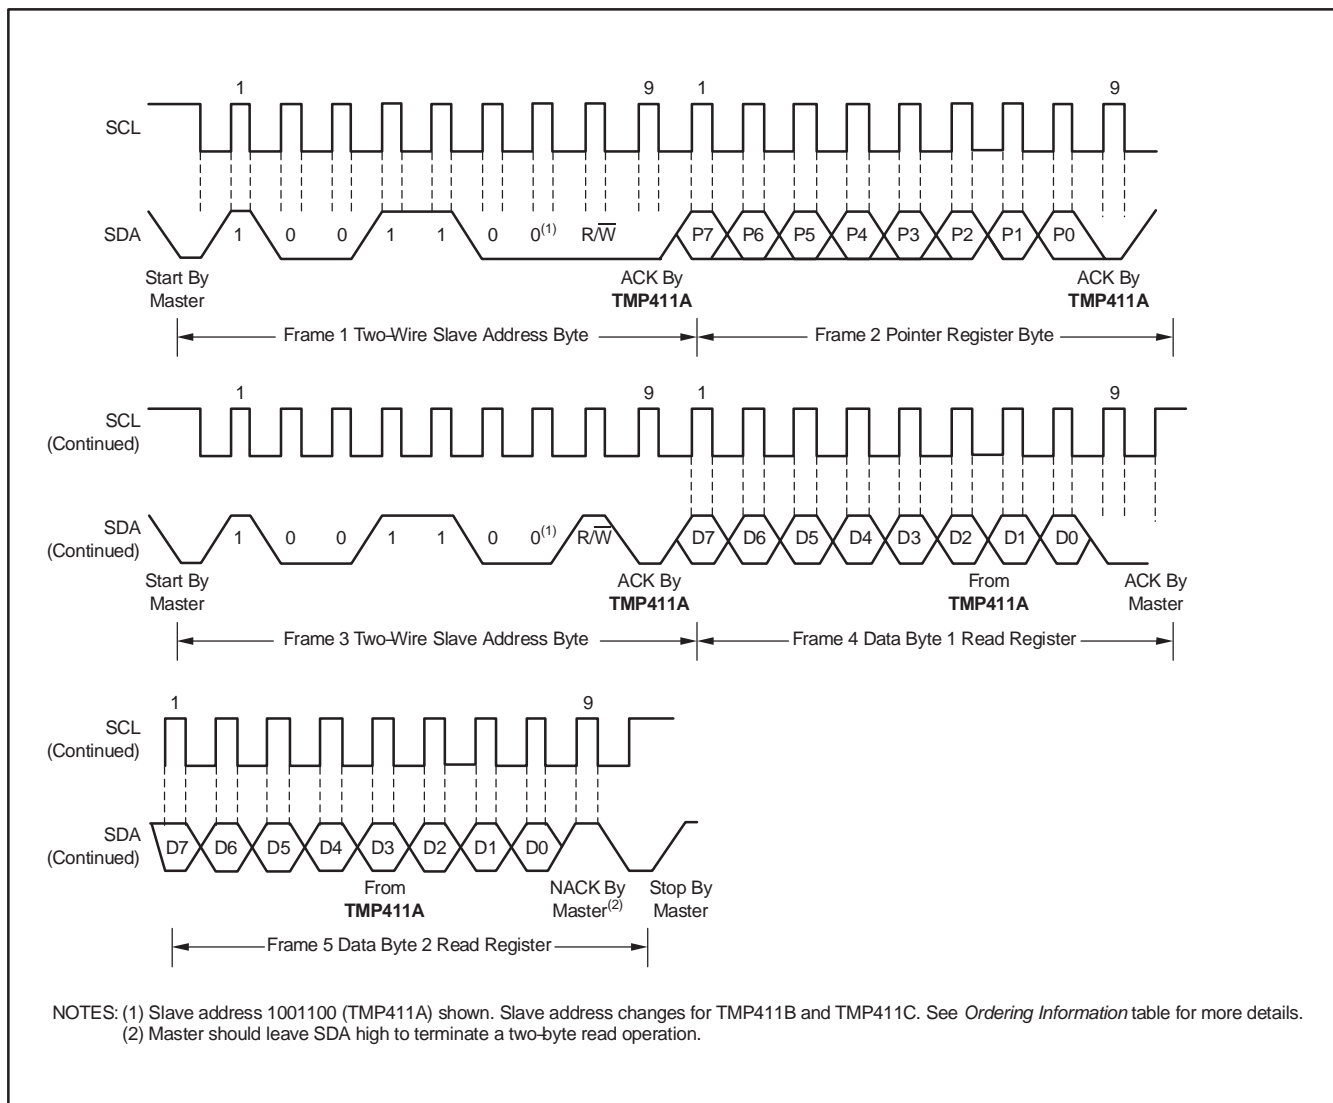 1 9 1 9
SCL
SDA 1 0 0 1 1 0 0(1) R/W̅ P7 P6 P5 P4 P3 P2 P1 P0
Start By Master
ACK By TMP411A
ACK By TMP411A
Frame 1 Two-Wire Slave Address Byte
Frame 2 Pointer Register Byte
1 9 1 9
SCL (Continued)
SDA (Continued) 1 0 0 1 1 0 0(1) R/W̅ D7 D6 D5 D4 D3 D2 D1 D0
Start By Master
ACK By TMP411A
From TMP411A
ACK By Master
Frame 3 Two-Wire Slave Address Byte
Frame 4 Data Byte 1 Read Register
1 9
SCL (Continued)
SDA (Continued) D7 D6 D5 D4 D3 D2 D1 D0
From TMP411A
NACK By Master(2)
Stop By Master
Frame 5 Data Byte 2 Read Register
NOTES: (1) Slave address 1001100 (TMP411A) shown. Slave address changes for TMP411B and TMP411C. See Ordering Information table for more details.
(2) Master should leave SDA high to terminate a two-byte read operation.